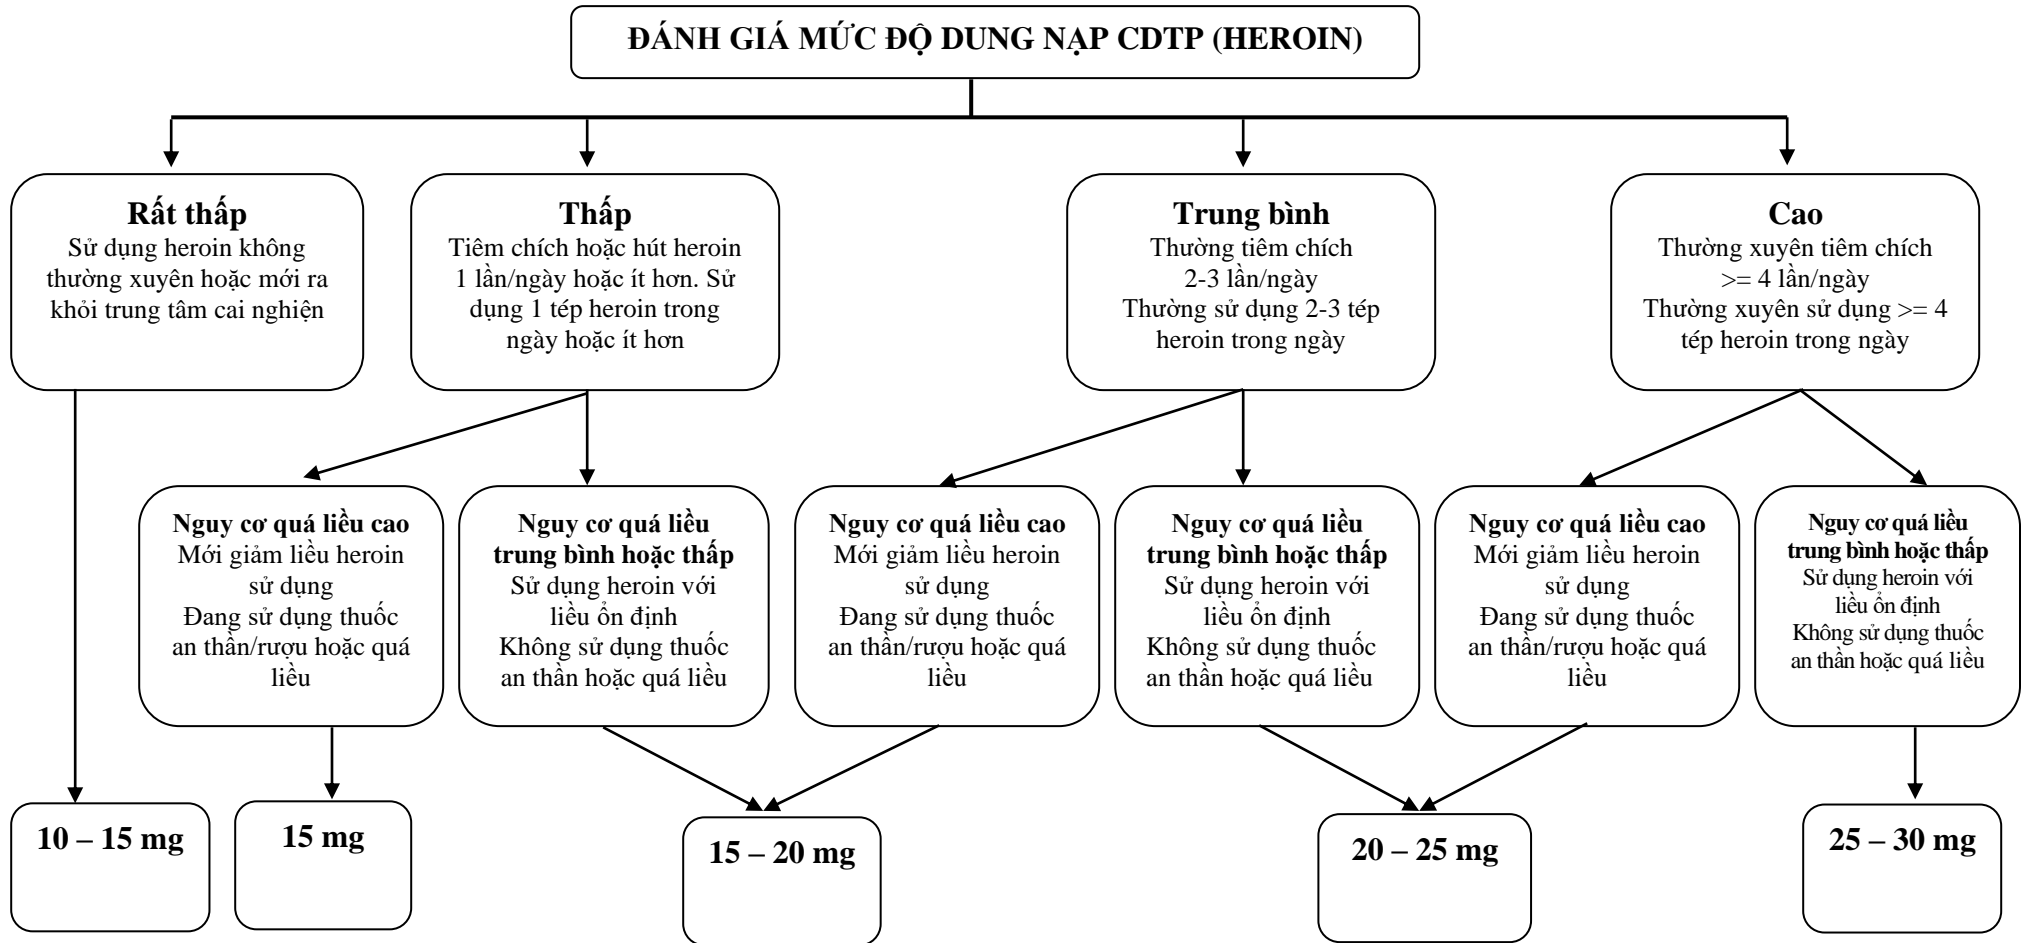 ĐÁNH GIÁ MỨC ĐỘ DUNG NẠP CDTP (HEROIN)
Rất thấp
Sử dụng heroin không
thường xuyên hoặc mới ra
khỏi trung tâm cai nghiện
Thấp
Tiêm chích hoặc hút heroin
1 lần/ngày hoặc ít hơn. Sử
dụng 1 tép heroin trong
ngày hoặc ít hơn
Trung bình
Thường tiêm chích
2-3 lần/ngày
Thường sử dụng 2-3 tép
heroin trong ngày
Cao
Thường xuyên tiêm chích
>= 4 lần/ngày
Thường xuyên sử dụng >= 4
tép heroin trong ngày
Nguy cơ quá liều cao
Mới giảm liều heroin
sử dụng
Đang sử dụng thuốc
an thần/rượu hoặc quá
liều
Nguy cơ quá liều
trung bình hoặc thấp
Sử dụng heroin với
liều ổn định
Không sử dụng thuốc
an thần hoặc quá liều
Nguy cơ quá liều cao
Mới giảm liều heroin
sử dụng
Đang sử dụng thuốc
an thần/rượu hoặc quá
liều
Nguy cơ quá liều
trung bình hoặc thấp
Sử dụng heroin với
liều ổn định
Không sử dụng thuốc
an thần hoặc quá liều
Nguy cơ quá liều cao
Mới giảm liều heroin
sử dụng
Đang sử dụng thuốc
an thần/rượu hoặc quá
liều
Nguy cơ quá liều
trung bình hoặc thấp
Sử dụng heroin với
liều ổn định
Không sử dụng thuốc
an thần hoặc quá liều
10 – 15 mg
15 mg
15 – 20 mg
20 – 25 mg
25 – 30 mg